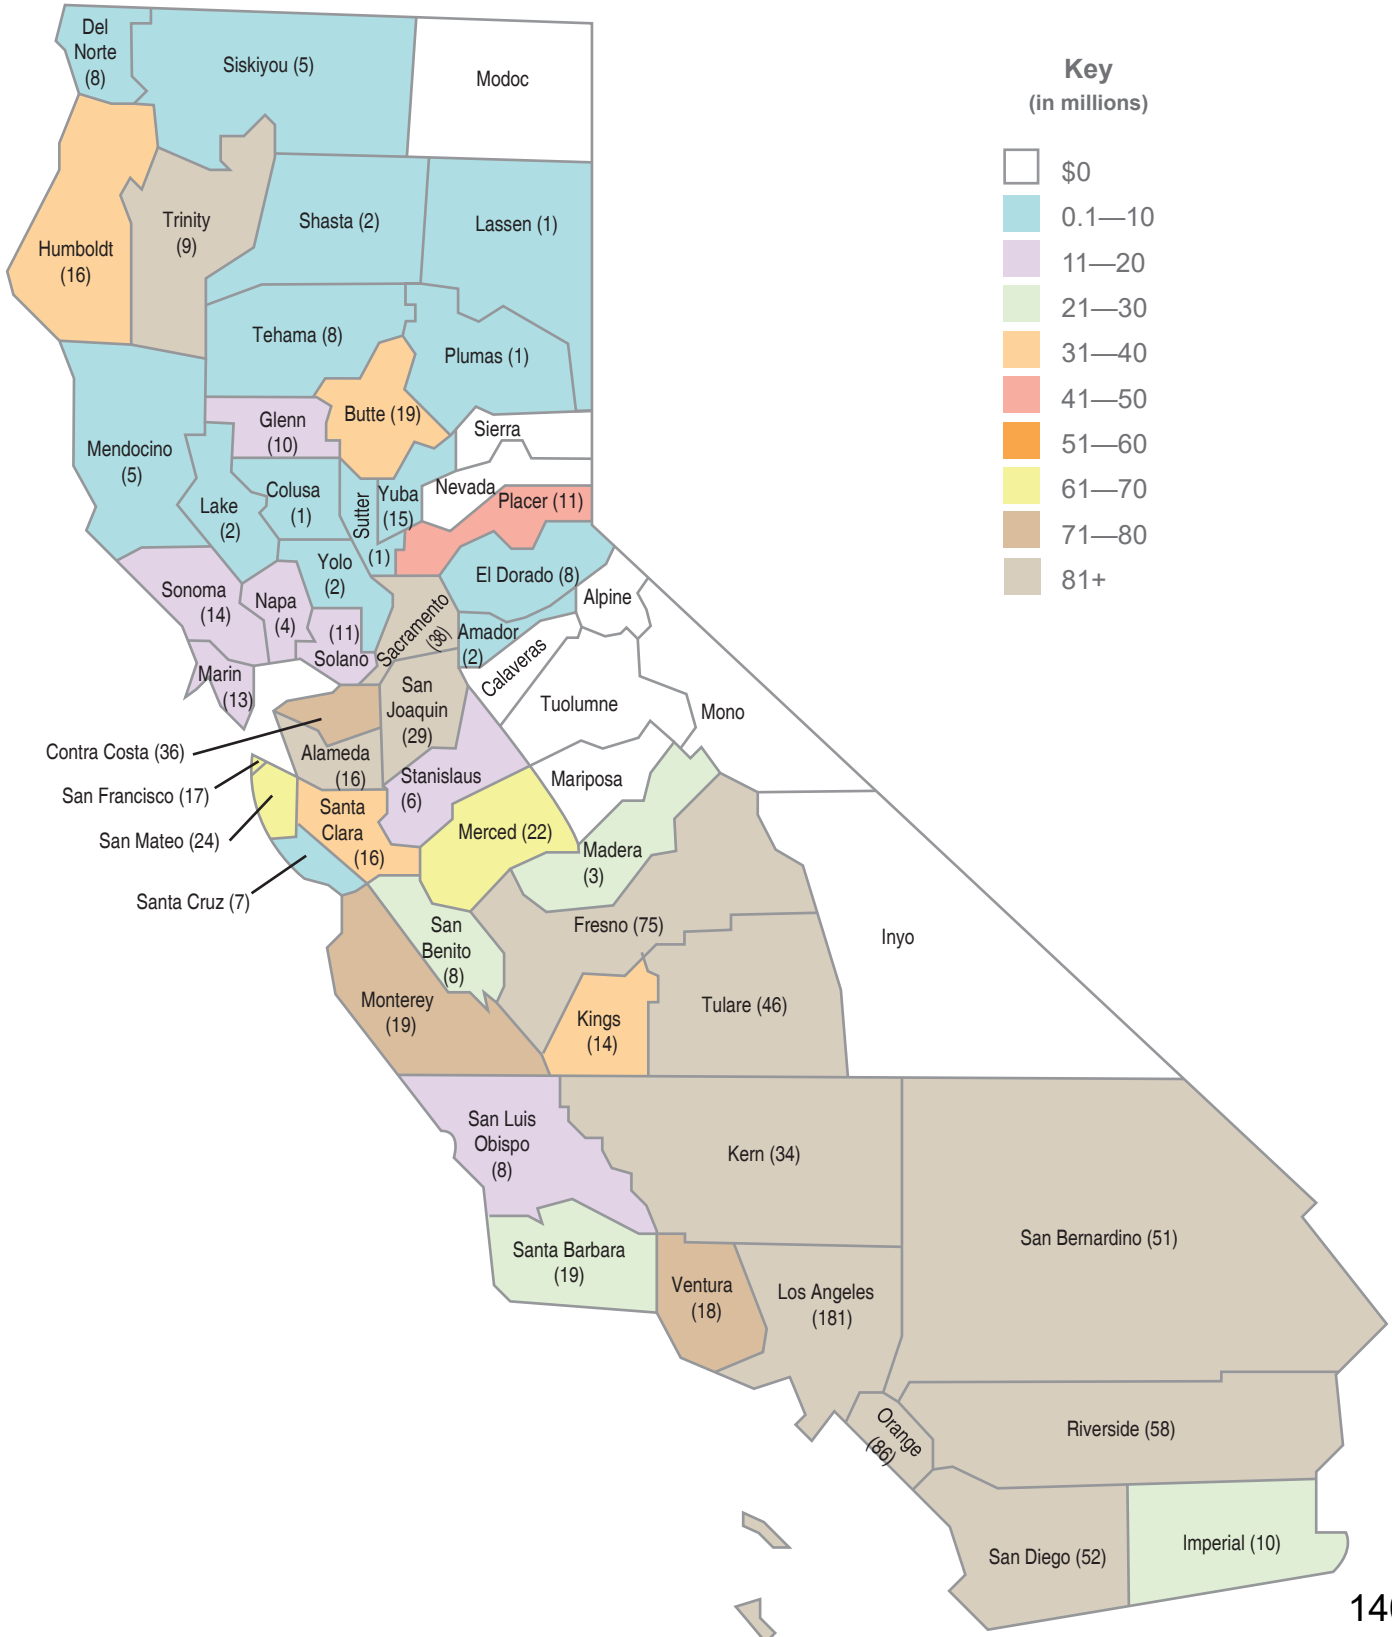 Del
Norte
(8)
Siskiyou (5)
Modoc
Key
(in millions)
$0
0.1—10
11—20
21—30
31—40
41—50
51—60
61—70
71—80
81+
Humboldt
(16)
Trinity
(9)
Shasta (2)
Lassen (1)
Tehama (8)
Plumas (1)
Mendocino
(5)
Glenn
(10)
Butte (19)
Sierra
Lake
(2)
Colusa
(1)
Sutter
(1)
Yuba
(15)
Nevada
Placer (11)
Sonoma
(14)
Napa
(4)
Yolo
(2)
El Dorado (8)
Alpine
(11)
Solano
Sacramento
(38)
Amador
(2)
Calaveras
Marin
(13)
San
Joaquin
(29)
Tuolumne
Mono
Contra Costa (36)
Alameda
(16)
Stanislaus
(6)
Mariposa
San Francisco (17)
San Mateo (24)
Santa
Clara
(16)
Merced (22)
Madera
(3)
Santa Cruz (7)
San
Benito
(8)
Fresno (75)
Inyo
Monterey
(19)
Kings
(14)
Tulare (46)
San Luis
Obispo
(8)
Kern (34)
San Bernardino (51)
Santa Barbara
(19)
Ventura
(18)
Los Angeles
(181)
Orange
(86)
Riverside (58)
San Diego (52)
Imperial (10)